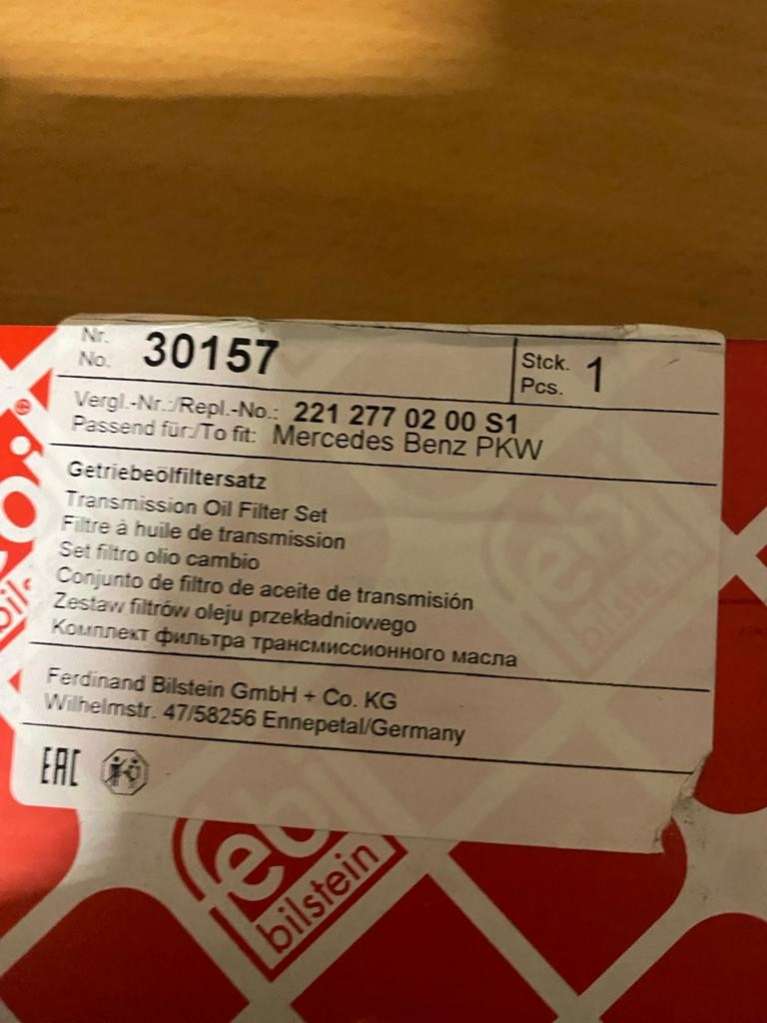 Nr.
No.
30157
Stck.
Pcs.
1
Vergl.-Nr.:/Repl.-No.: 221 277 02 00 S1
Passend für:/To fit: Mercedes Benz PKW
Getriebeölfiltersatz
Transmission Oil Filter Set
Filtre à huile de transmission
Set filtro olio cambio
Conjunto de filtro de aceite de transmisión
Zestaw filtrów oleju przekładniowego
Комплект фильтра трансмиссионного масла
Ferdinand Bilstein GmbH + Co. KG
Wilhelmstr. 47/58256 Ennepetal/Germany
EAC
febi
bilstein